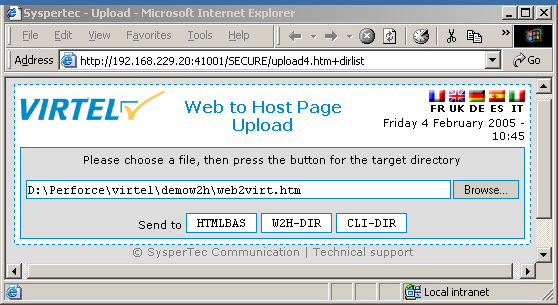 Syspertec - Upload - Microsoft Internet Explorer
File Edit View Favorites Tools Help
Address http://192.168.229.20:41001/SECURE/upload4.htm+dirlist Go
VIRTEL
Web to Host Page
Upload
FR UK DE ES IT
Friday 4 February 2005 -
10:45
Please choose a file, then press the button for the target directory
D:\Perforce\virtel\demow2h\web2virt.htm Browse...
Send to HTMLBAS W2H-DIR CLI-DIR
© SysperTec Communication | Technical support
Local intranet